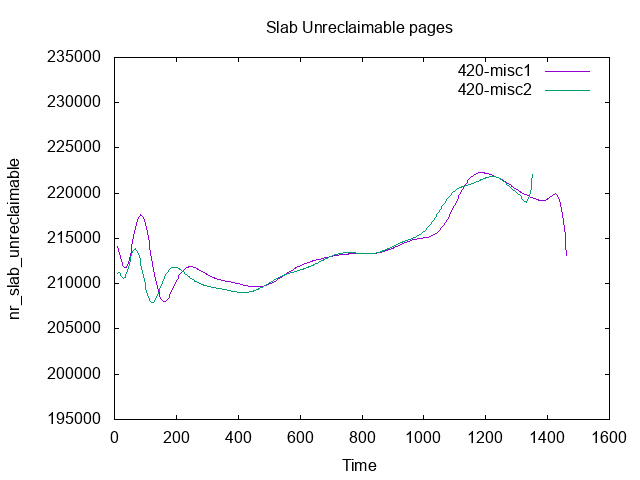 Slab Unreclaimable pages
235000
230000
225000
220000
215000
210000
205000
200000
195000
nr_slab_unreclaimable
420-misc1
420-misc2
0 200 400 600 800 1000 1200 1400 1600
Time